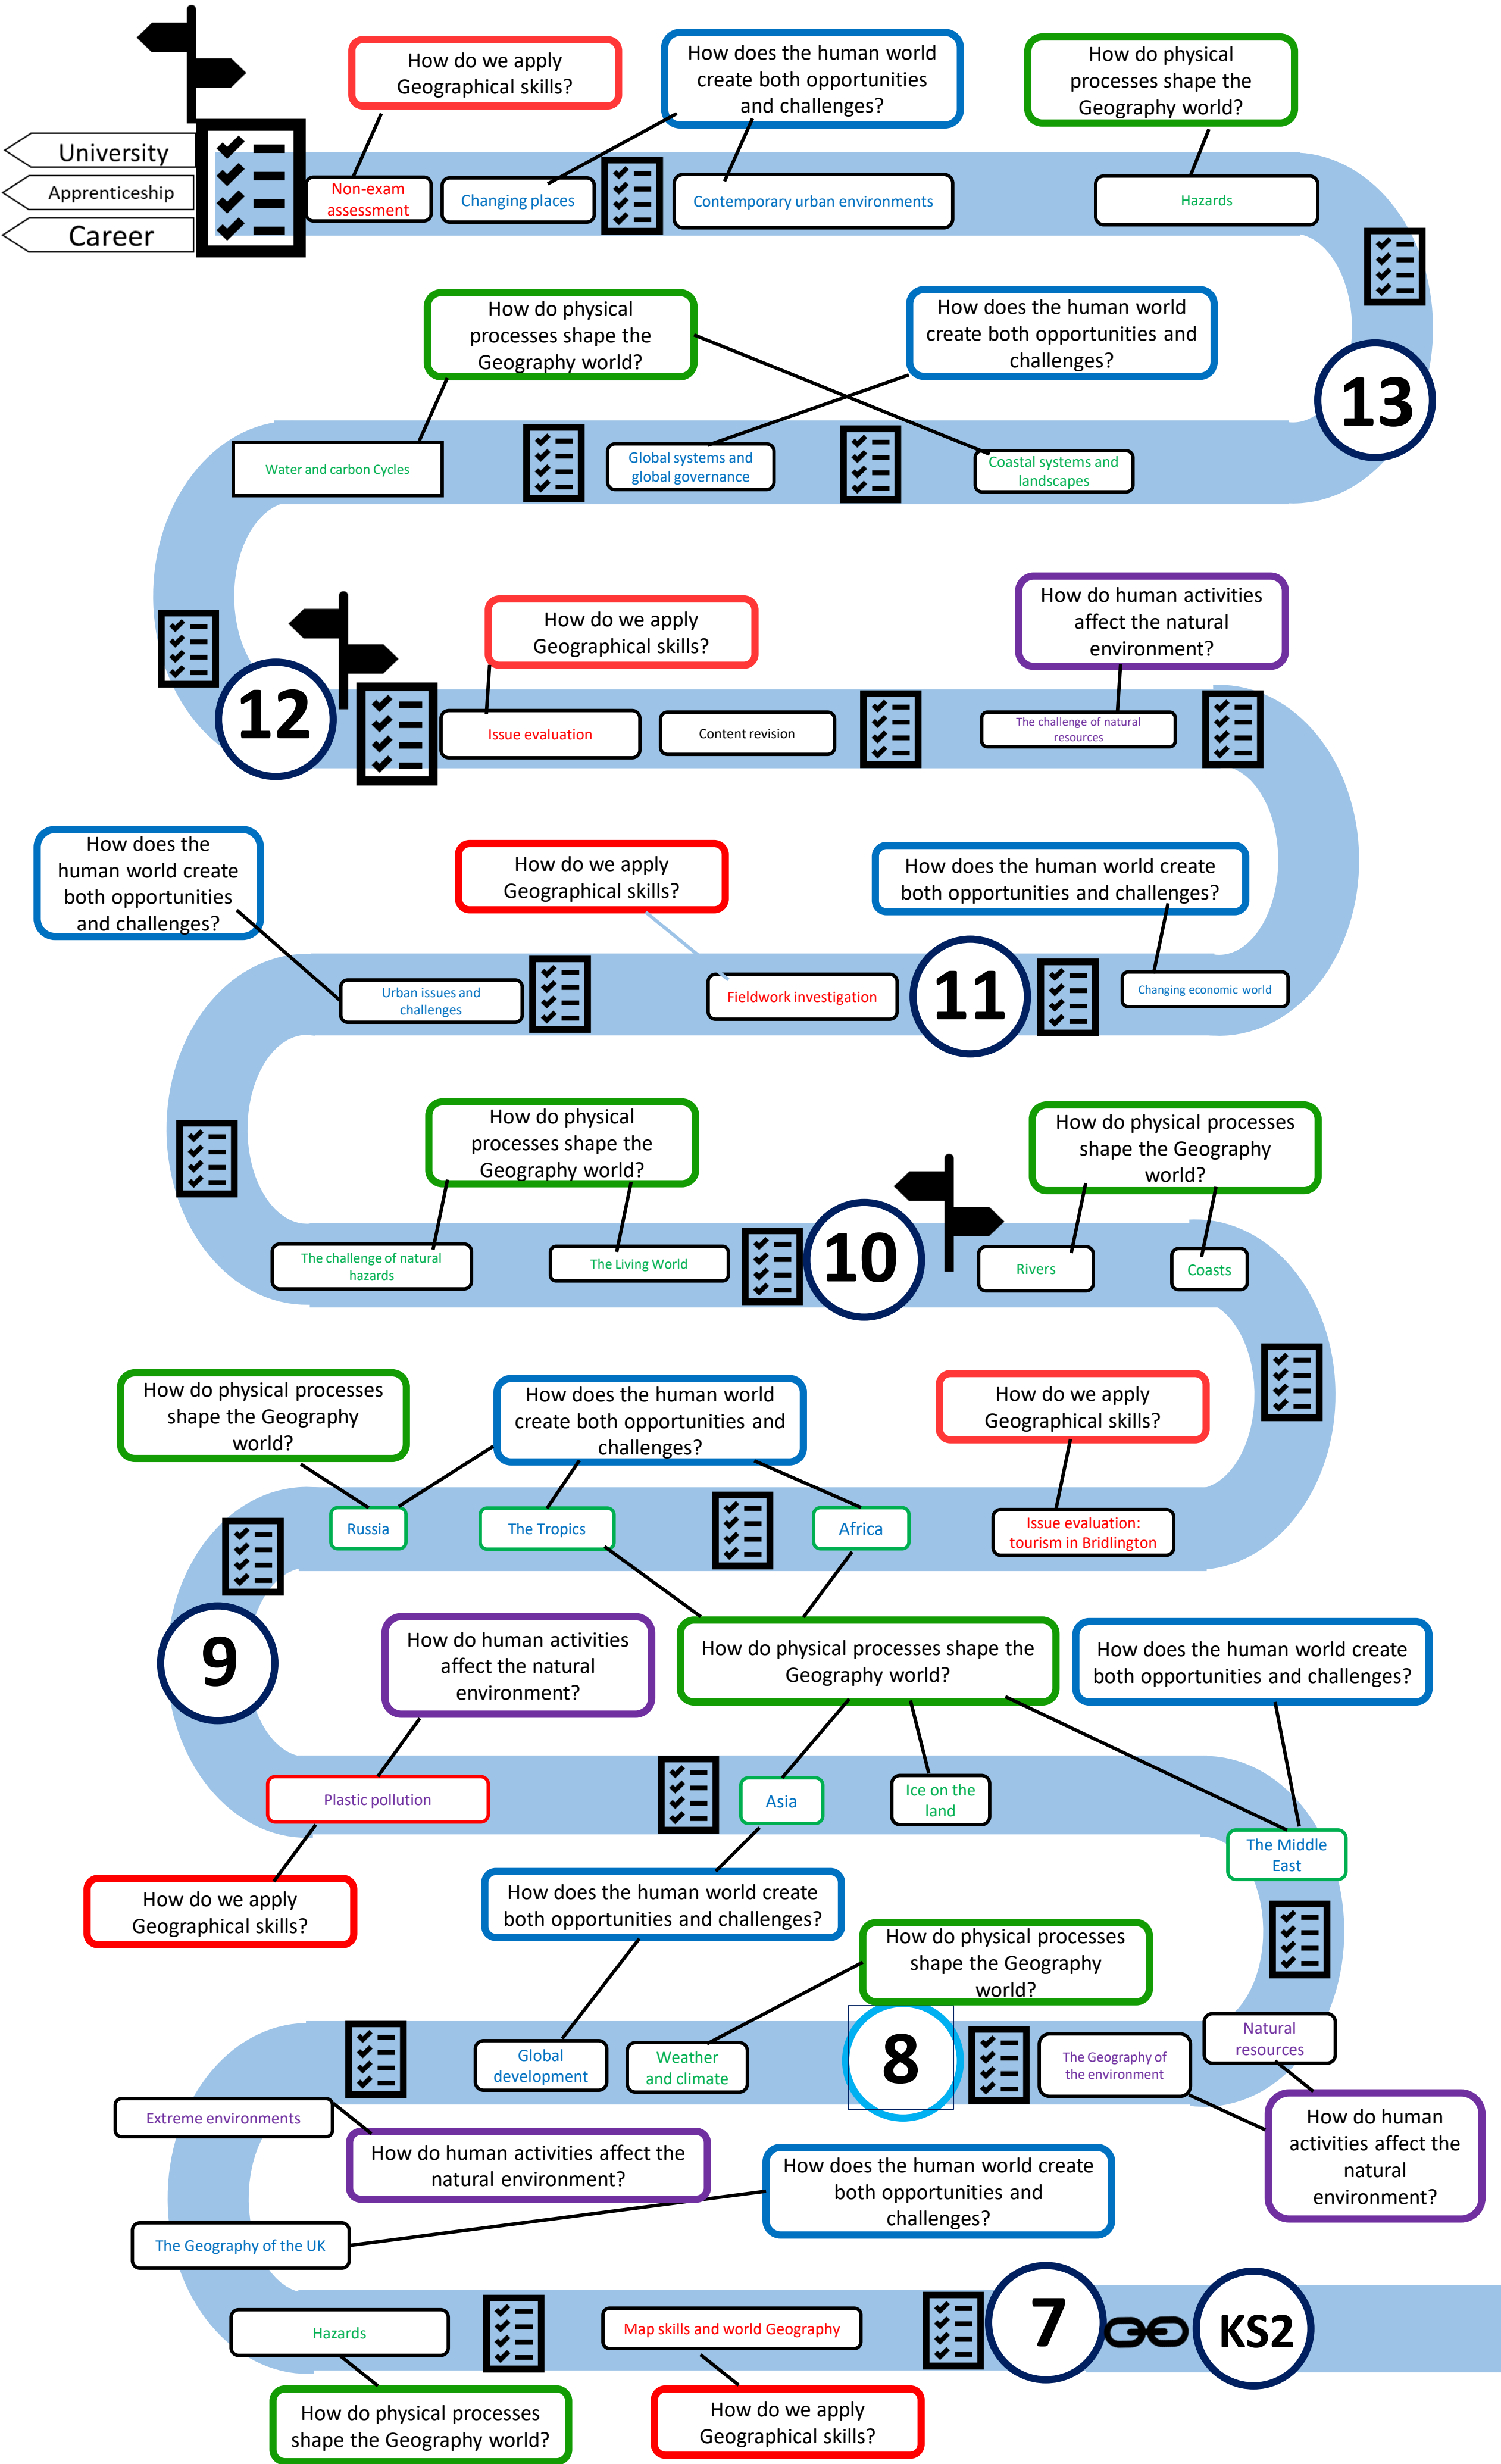 How do we apply
Geographical skills?
How does the human world
create both opportunities
and challenges?
How do physical
processes shape the
Geography world?
University
Apprenticeship
Career
Non-exam
assessment
Changing places
Contemporary urban environments
Hazards
How do physical
processes shape the
Geography world?
How does the human world
create both opportunities and
challenges?
13
Water and carbon Cycles
Global systems and
global governance
Coastal systems and
landscapes
How do we apply
Geographical skills?
How do human activities
affect the natural
environment?
12
Issue evaluation
Content revision
The challenge of natural
resources
How does the
human world create
both opportunities
and challenges?
How do we apply
Geographical skills?
How does the human world create
both opportunities and challenges?
Urban issues and
challenges
Fieldwork investigation
11
Changing economic world
How do physical
processes shape the
Geography world?
How do physical processes
shape the Geography
world?
The challenge of natural
hazards
The Living World
10
Rivers
Coasts
How do physical processes
shape the Geography
world?
How does the human world
create both opportunities and
challenges?
How do we apply
Geographical skills?
Russia
The Tropics
Africa
Issue evaluation:
tourism in Bridlington
9
How do human activities
affect the natural
environment?
How do physical processes shape the
Geography world?
How does the human world create
both opportunities and challenges?
Plastic pollution
Asia
Ice on the
land
The Middle
East
How do we apply
Geographical skills?
How does the human world create
both opportunities and challenges?
How do physical processes
shape the Geography
world?
Global
development
Weather
and climate
8
The Geography of
the environment
Natural
resources
Extreme environments
How do human activities affect the
natural environment?
How does the human world create
both opportunities and
challenges?
How do human
activities affect the
natural
environment?
The Geography of the UK
Hazards
Map skills and world Geography
7
KS2
How do physical processes
shape the Geography world?
How do we apply
Geographical skills?